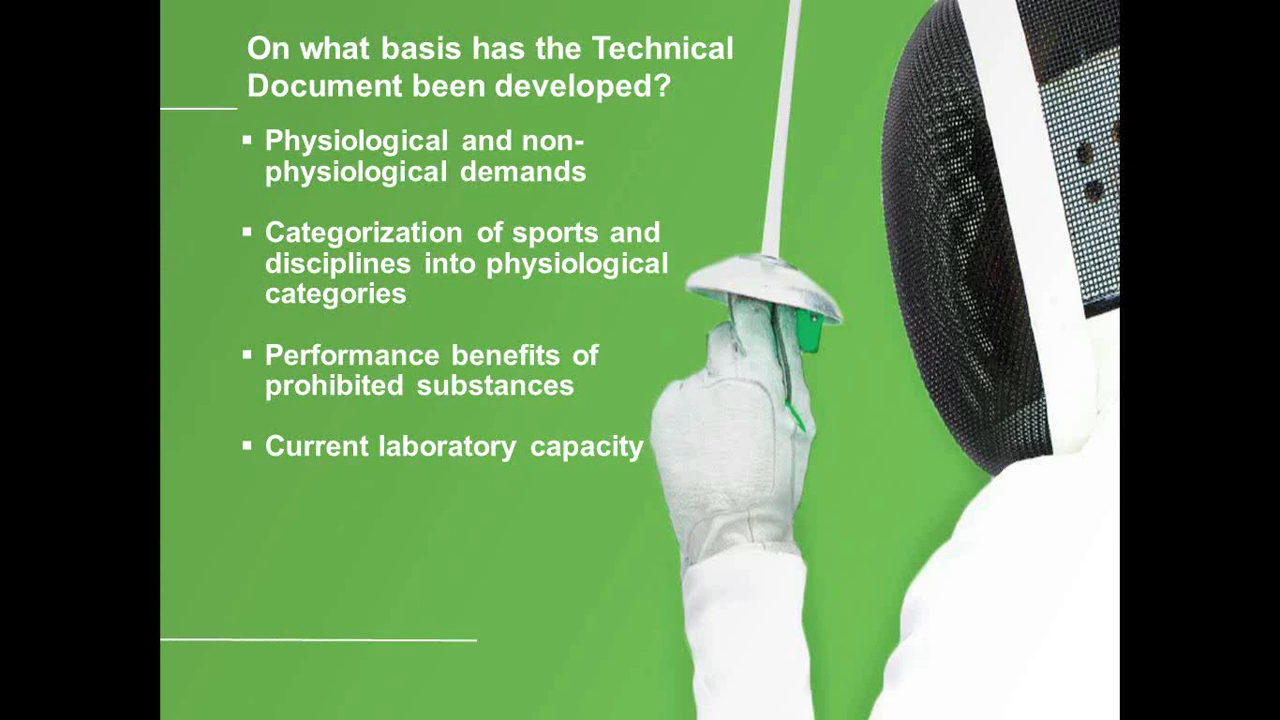 On what basis has the Technical
Document been developed?
▪ Physiological and non-
physiological demands
▪ Categorization of sports and
disciplines into physiological
categories
▪ Performance benefits of
prohibited substances
▪ Current laboratory capacity